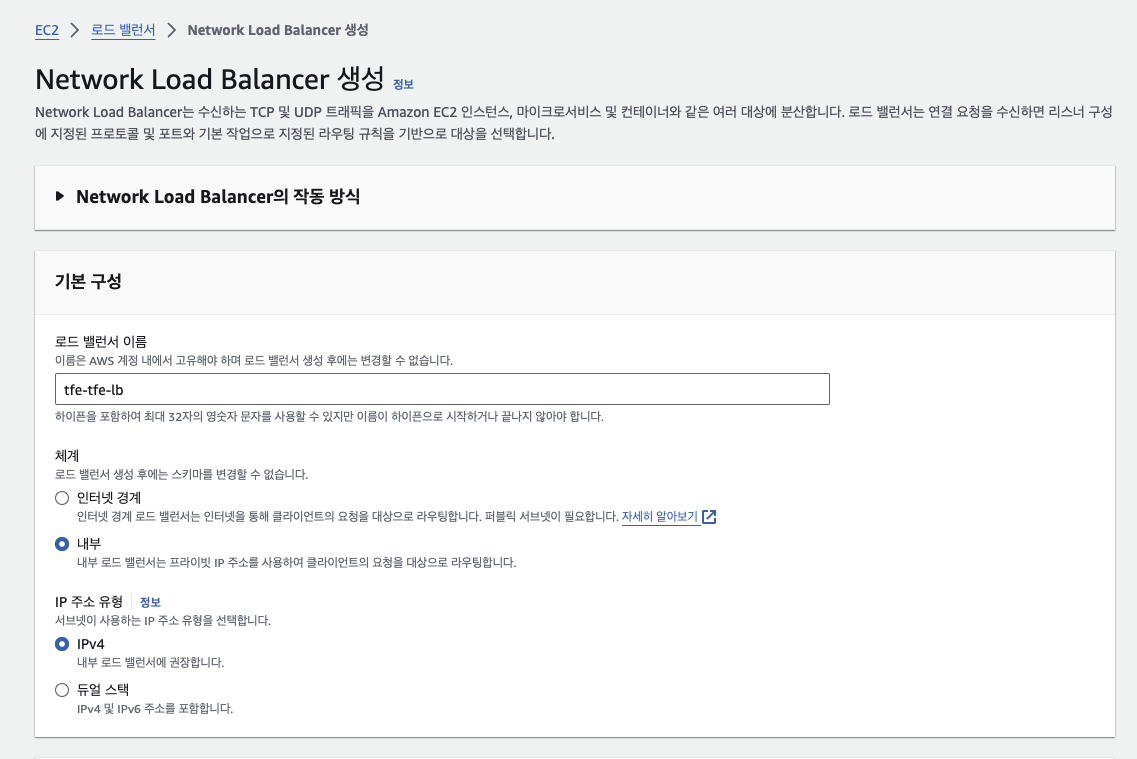 EC2 > 로드 밸런서 > Network Load Balancer 생성
Network Load Balancer 생성 정보
Network Load Balancer는 수신하는 TCP 및 UDP 트래픽을 Amazon EC2 인스턴스, 마이크로서비스 및 컨테이너와 같은 여러 대상에 분산합니다. 로드 밸런서는 연결 요청을 수신하면 리스너 구성
에 지정된 프로토콜 및 포트와 기본 작업으로 지정된 라우팅 규칙을 기반으로 대상을 선택합니다.
Network Load Balancer의 작동 방식
기본 구성
로드 밸런서 이름
이름은 AWS 계정 내에서 고유해야 하며 로드 밸런서 생성 후에는 변경할 수 없습니다.
tfe-tfe-lb
하이픈을 포함하여 최대 32자의 영숫자 문자를 사용할 수 있지만 이름이 하이픈으로 시작하거나 끝나지 않아야 합니다.
체계
로드 밸런서 생성 후에는 스키마를 변경할 수 없습니다.
인터넷 경계
인터넷 경계 로드 밸런서는 인터넷을 통해 클라이언트의 요청을 대상으로 라우팅합니다. 퍼블릭 서브넷이 필요합니다. 자세히 알아보기
내부
내부 로드 밸런서는 프라이빗 IP 주소를 사용하여 클라이언트의 요청을 대상으로 라우팅합니다.
IP 주소 유형 정보
서브넷이 사용하는 IP 주소 유형을 선택합니다.
IPv4
내부 로드 밸런서에 권장합니다.
듀얼 스택
IPv4 및 IPv6 주소를 포함합니다.